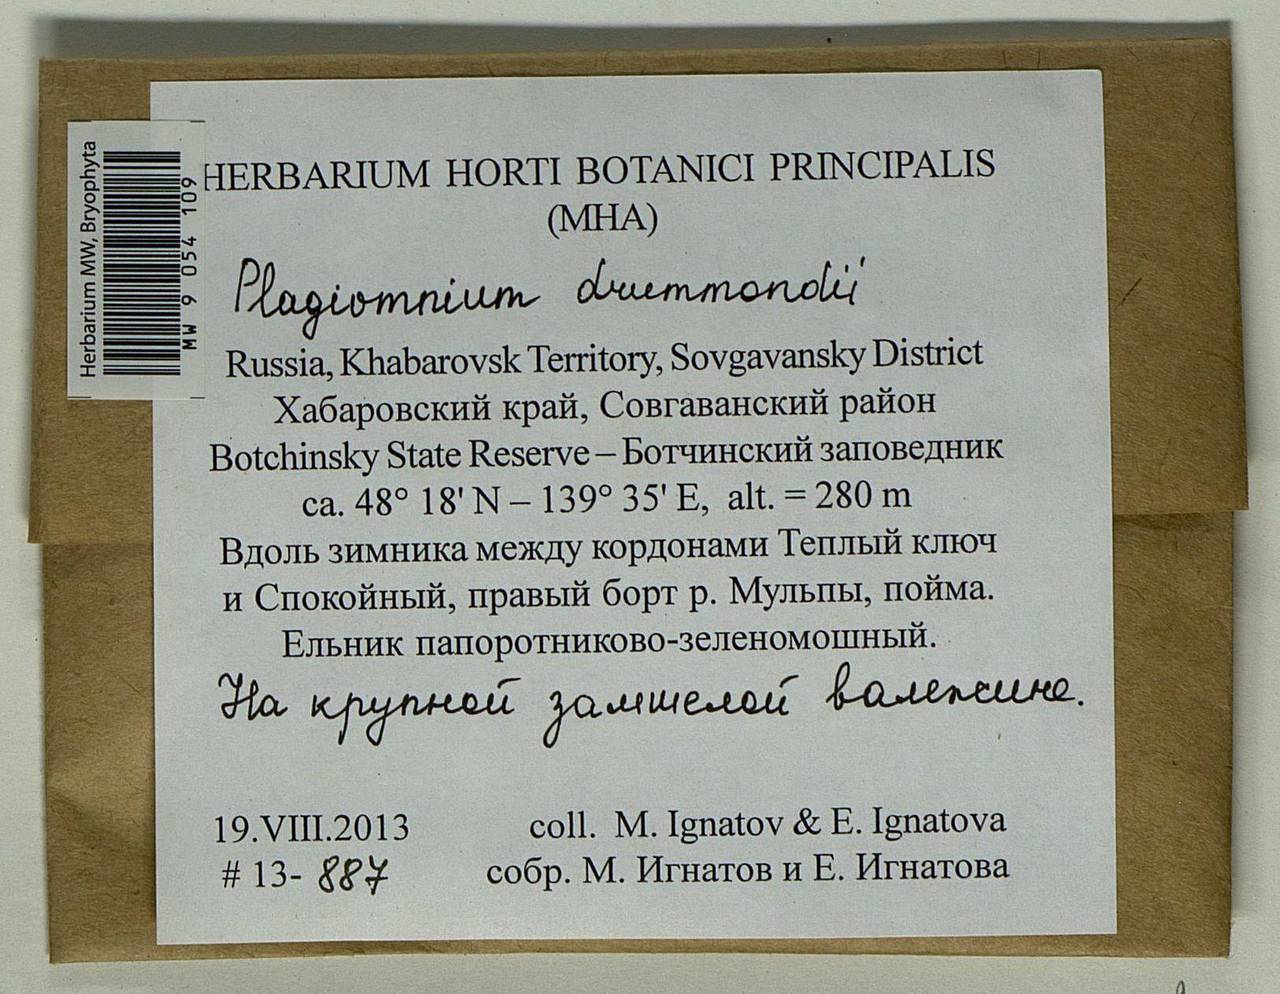 Herbarium MW, Bryophyta
MW 9 054 109
HERBARIUM HORTI BOTANICI PRINCIPALIS
(MHA)
Plagiomnium drummondii
Russia, Khabarovsk Territory, Sovgavansky District
Хабаровский край, Совгаванский район
Botchinsky State Reserve – Ботчинский заповедник
ca. 48° 18' N – 139° 35' E, alt. = 280 m
Вдоль зимника между кордонами Теплый ключ
и Спокойный, правый борт р. Мульпы, пойма.
Ельник папоротниково-зеленомошный.
На крупной замшелой валежине.
19.VIII.2013
coll. M. Ignatov & E. Ignatova
# 13- 887
собр. М. Игнатов и Е. Игнатова